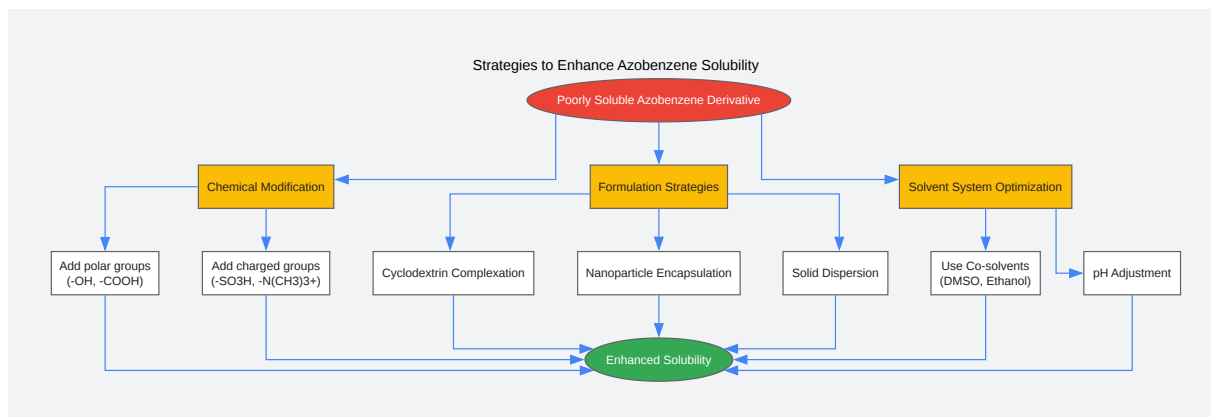 Strategies to Enhance Azobenzene Solubility
Poorly Soluble Azobenzene Derivative
Chemical Modification
Formulation Strategies
Solvent System Optimization
Add polar groups
(-OH, -COOH)
Add charged groups
(-SO3H, -N(CH3)3+)
Cyclodextrin Complexation
Nanoparticle Encapsulation
Solid Dispersion
Use Co-solvents
(DMSO, Ethanol)
pH Adjustment
Enhanced Solubility